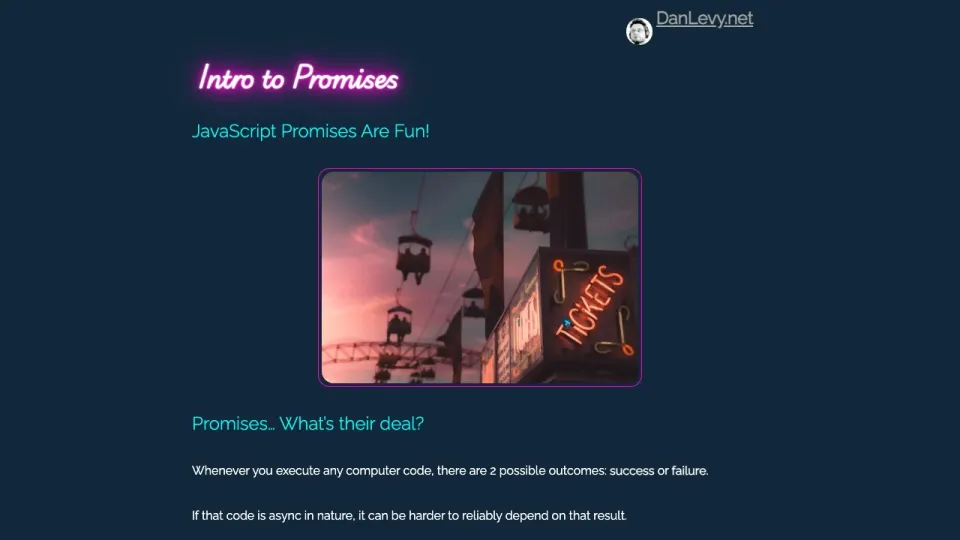 DanLevy.net
Intro to Promises
JavaScript Promises Are Fun!
TICKETS
Promises… What's their deal?
Whenever you execute any computer code, there are 2 possible outcomes: success or failure.
If that code is async in nature, it can be harder to reliably depend on that result.